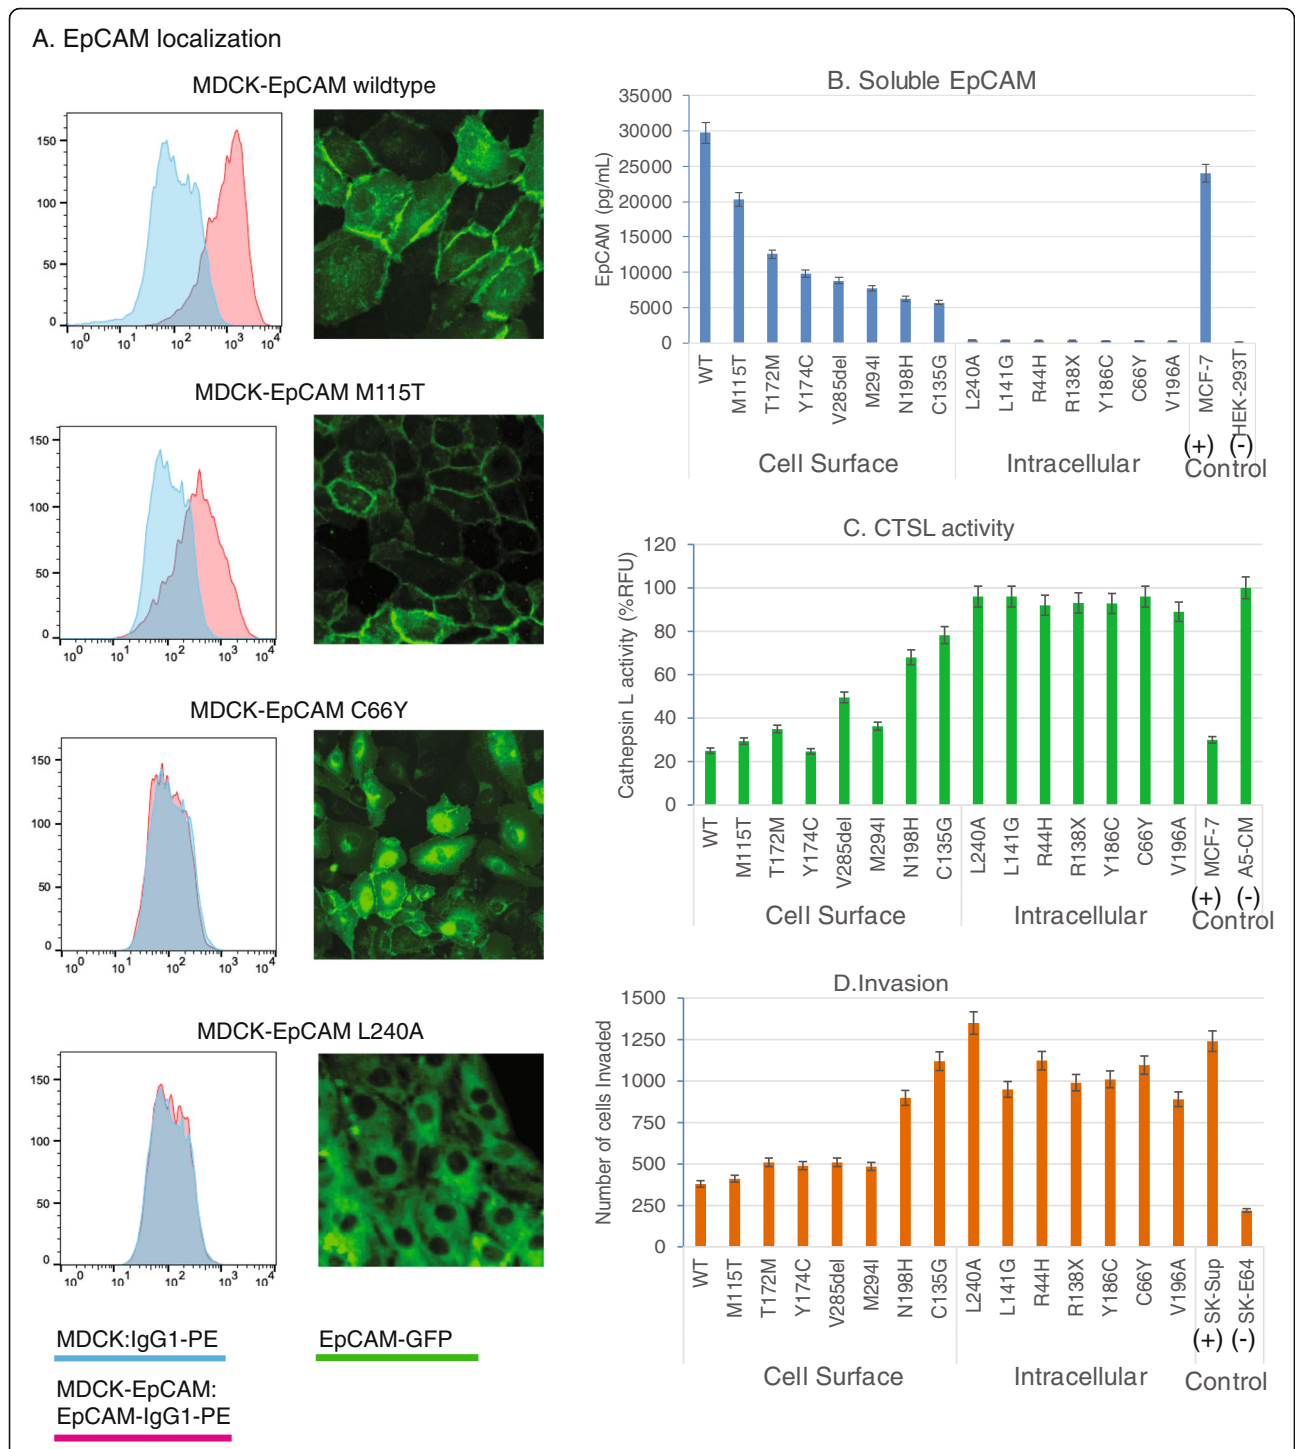 A. EpCAM localization
MDCK-EpCAM wildtype
150
100
50
0
10^0 10^1 10^2 10^3 10^4
MDCK-EpCAM M115T
150
100
50
0
10^0 10^1 10^2 10^3 10^4
MDCK-EpCAM C66Y
150
100
50
0
10^0 10^1 10^2 10^3 10^4
MDCK-EpCAM L240A
150
100
50
0
10^0 10^1 10^2 10^3 10^4
MDCK:IgG1-PE
EpCAM-GFP
MDCK-EpCAM:
EpCAM-IgG1-PE
B. Soluble EpCAM
EpCAM (pg/mL)
35000
30000
25000
20000
15000
10000
5000
0
WT M115T T172M Y174C V285del M294I N198H C135G L240A L141G R44H R138X Y186C C66Y V196A MCF-7 HEK-293T
(+) (-)
Cell Surface Intracellular Control
C. CTSL activity
Cathepsin L activity (%RFU)
120
100
80
60
40
20
0
WT M115T T172M Y174C V285del M294I N198H C135G L240A L141G R44H R138X Y186C C66Y V196A MCF-7 A5-CM
(+) (-)
Cell Surface Intracellular Control
D.Invasion
Number of cells Invaded
1500
1250
1000
750
500
250
0
WT M115T T172M Y174C V285del M294I N198H C135G L240A L141G R44H R138X Y186C C66Y V196A SK-Sup SK-E64
(+) (-)
Cell Surface Intracellular Control